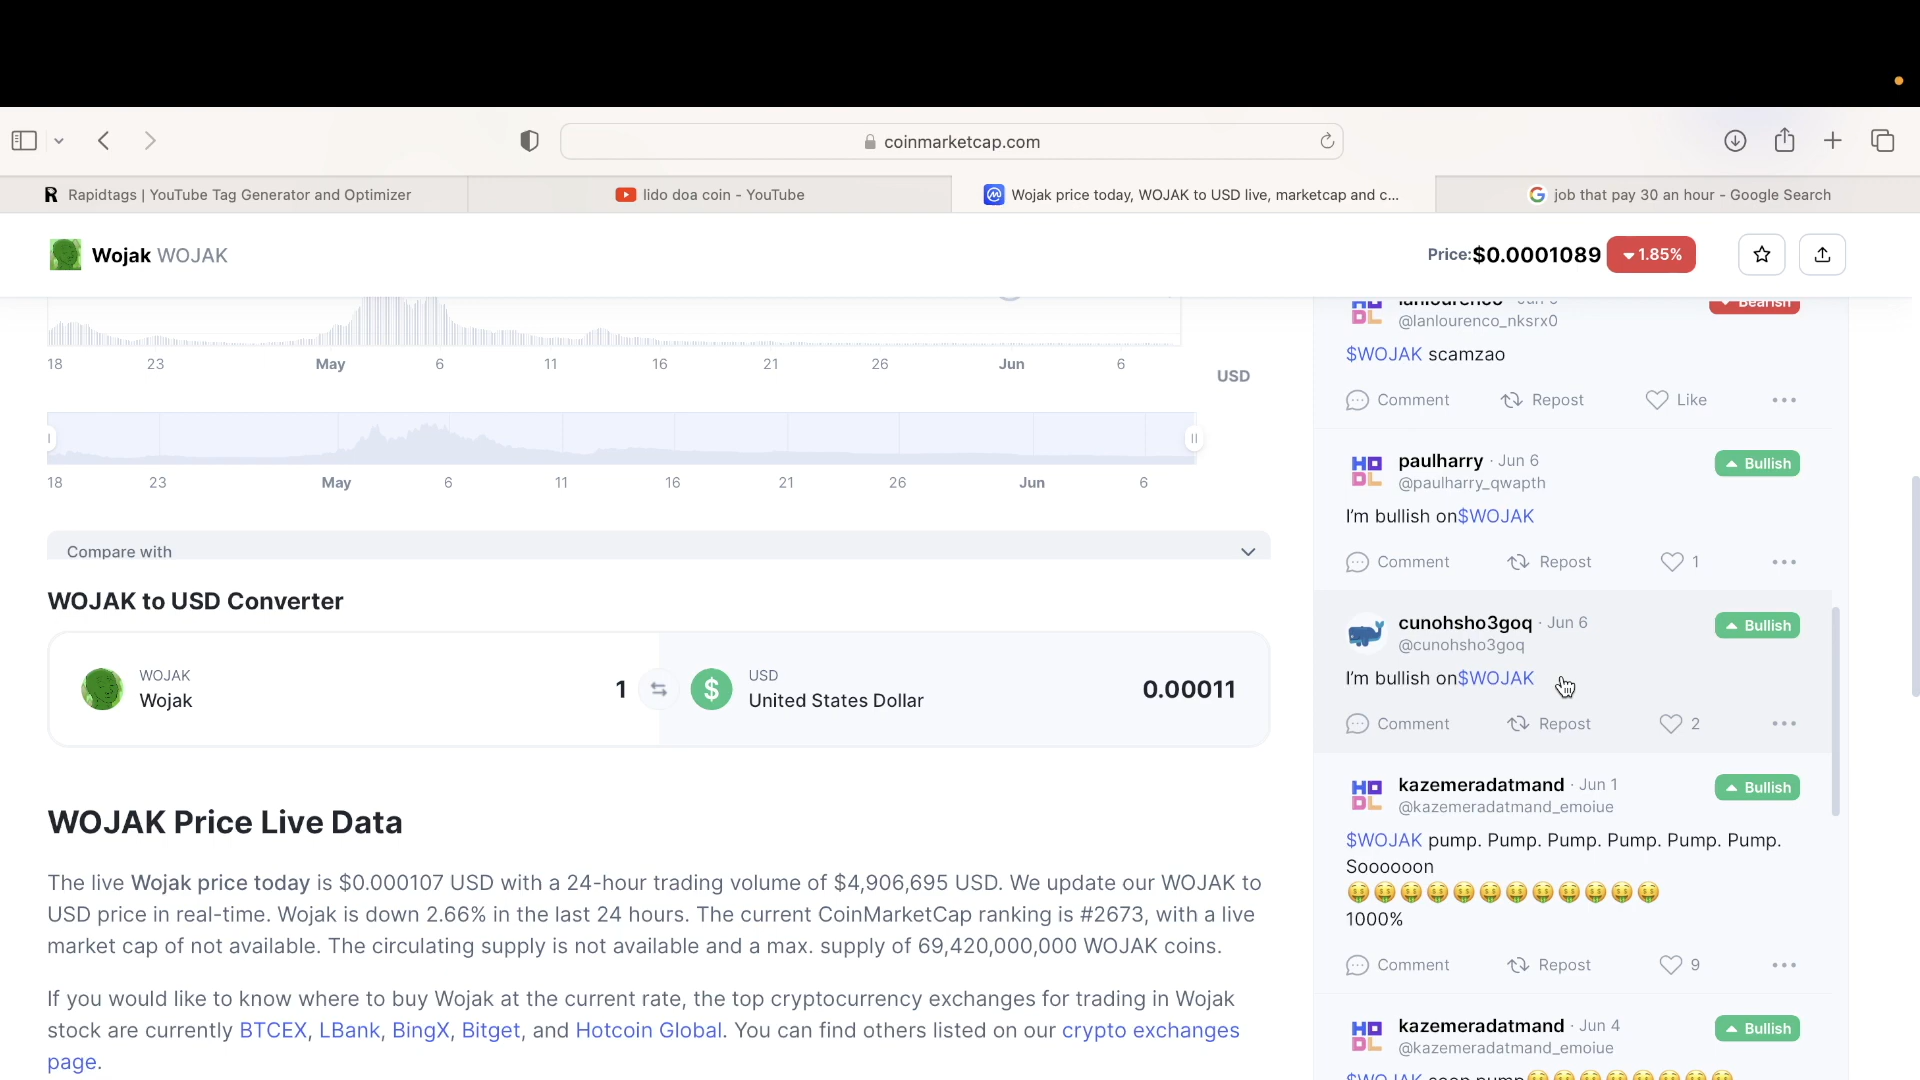 coinmarketcap.com
Rapidtags | YouTube Tag Generator and Optimizer
lido doa coin - YouTube
Wojak price today, WOJAK to USD live, marketcap and c...
job that pay 30 an hour - Google Search
Wojak WOJAK
Price:$0.0001089 1.85%
18 23 May 6 11 16 21 26 Jun 6
USD
18 23 May 6 11 16 21 26 Jun 6
Compare with
WOJAK to USD Converter
WOJAK
Wojak
1
$
USD
United States Dollar
0.00011
WOJAK Price Live Data
The live Wojak price today is $0.000107 USD with a 24-hour trading volume of $4,906,695 USD. We update our WOJAK to
USD price in real-time. Wojak is down 2.66% in the last 24 hours. The current CoinMarketCap ranking is #2673, with a live
market cap of not available. The circulating supply is not available and a max. supply of 69,420,000,000 WOJAK coins.
If you would like to know where to buy Wojak at the current rate, the top cryptocurrency exchanges for trading in Wojak
stock are currently BTCEX, LBank, BingX, Bitget, and Hotcoin Global. You can find others listed on our crypto exchanges
page.
HODL
Bearish
@lanlourenco_nksrx0
$WOJAK scamzao
Comment Repost Like
HODL
paulharry · Jun 6
Bullish
@paulharry_qwapth
I'm bullish on$WOJAK
Comment Repost 1
cunohsho3goq · Jun 6
Bullish
@cunohsho3goq
I'm bullish on$WOJAK
Comment Repost 2
HODL
kazemeradatmand · Jun 1
Bullish
@kazemeradatmand_emoiue
$WOJAK pump. Pump. Pump. Pump. Pump. Pump.
Soooooon
🤑🤑🤑🤑🤑🤑🤑🤑🤑🤑🤑🤑
1000%
Comment Repost 9
HODL
kazemeradatmand · Jun 4
Bullish
@kazemeradatmand_emoiue
$WOJAK soon pump🤑🤑🤑🤑🤑🤑🤑🤑